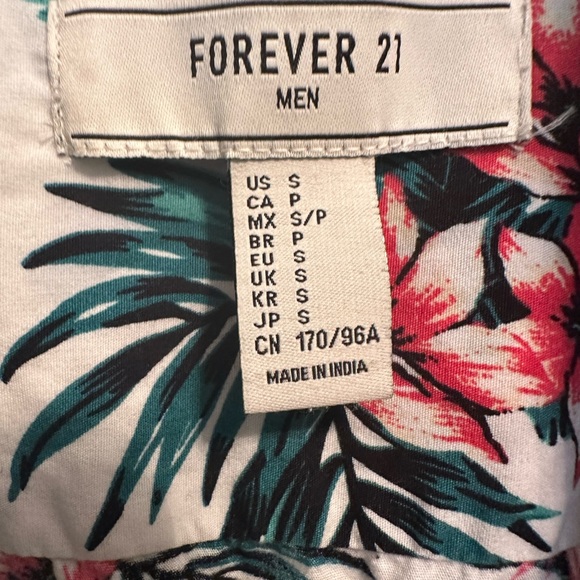 FOREVER 21
MEN
US S
CA P
MX S/P
BR P
EU S
UK S
KR S
JP S
CN 170/96A
MADE IN INDIA